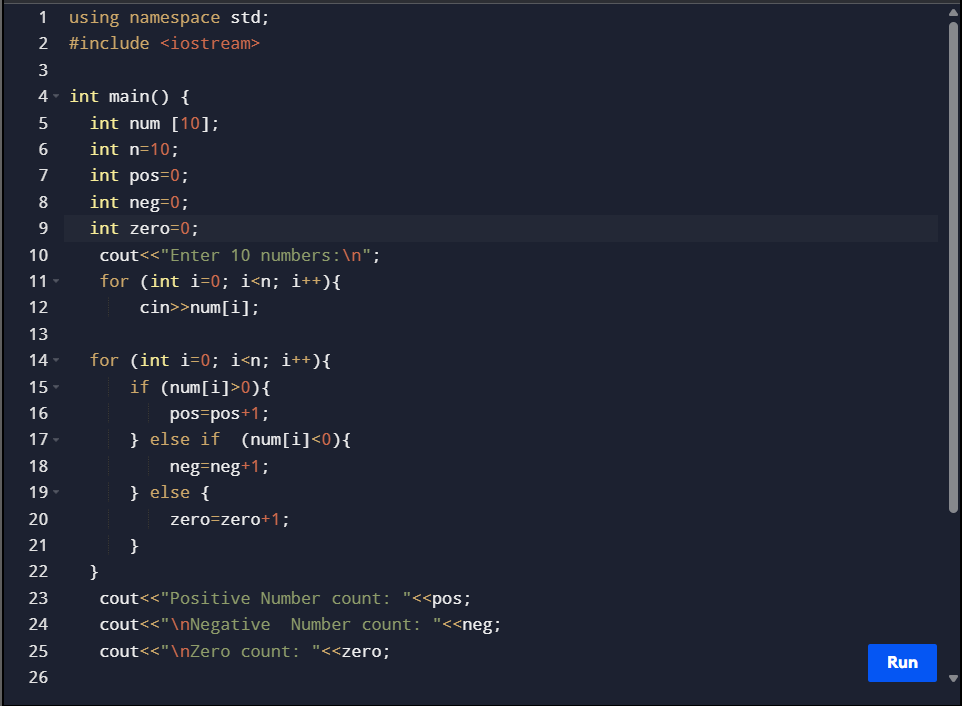 1 using namespace std;
2 #include <iostream>
3
4 int main() {
5 int num [10];
6 int n=10;
7 int pos=0;
8 int neg=0;
9 int zero=0;
10 cout<<"Enter 10 numbers:\n";
11 for (int i=0; i<n; i++){
12 cin>>num[i];
13
14 for (int i=0; i<n; i++){
15 if (num[i]>0){
16 pos=pos+1;
17 } else if  (num[i]<0){
18 neg=neg+1;
19 } else {
20 zero=zero+1;
21 }
22 }
23 cout<<"Positive Number count: "<<pos;
24 cout<<"\nNegative  Number count: "<<neg;
25 cout<<"\nZero count: "<<zero;
26
Run